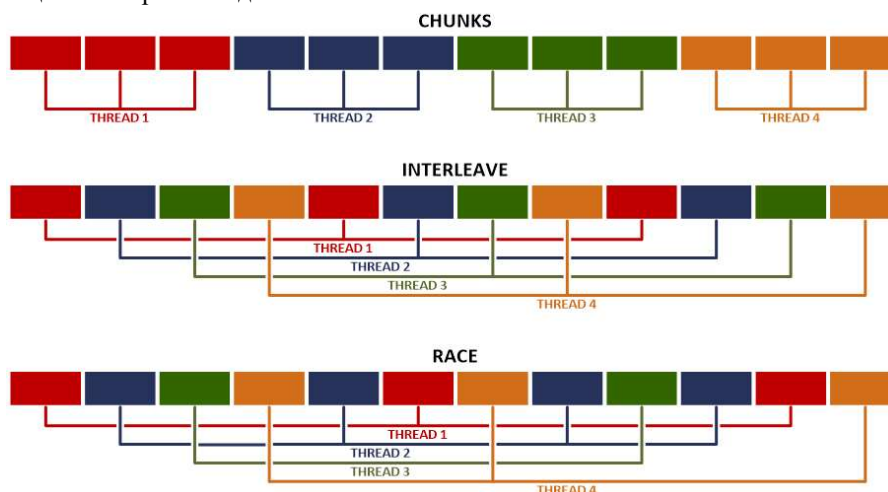 CHUNKS
THREAD 1 THREAD 2 THREAD 3 THREAD 4
INTERLEAVE
THREAD 1
THREAD 2
THREAD 3
THREAD 4
RACE
THREAD 1
THREAD 2
THREAD 3
THREAD 4